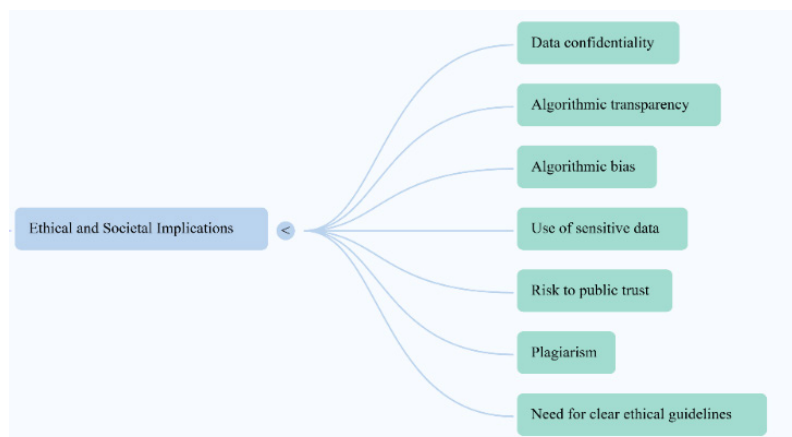 Data confidentiality
Algorithmic transparency
Algorithmic bias
Ethical and Societal Implications <
Use of sensitive data
Risk to public trust
Plagiarism
Need for clear ethical guidelines